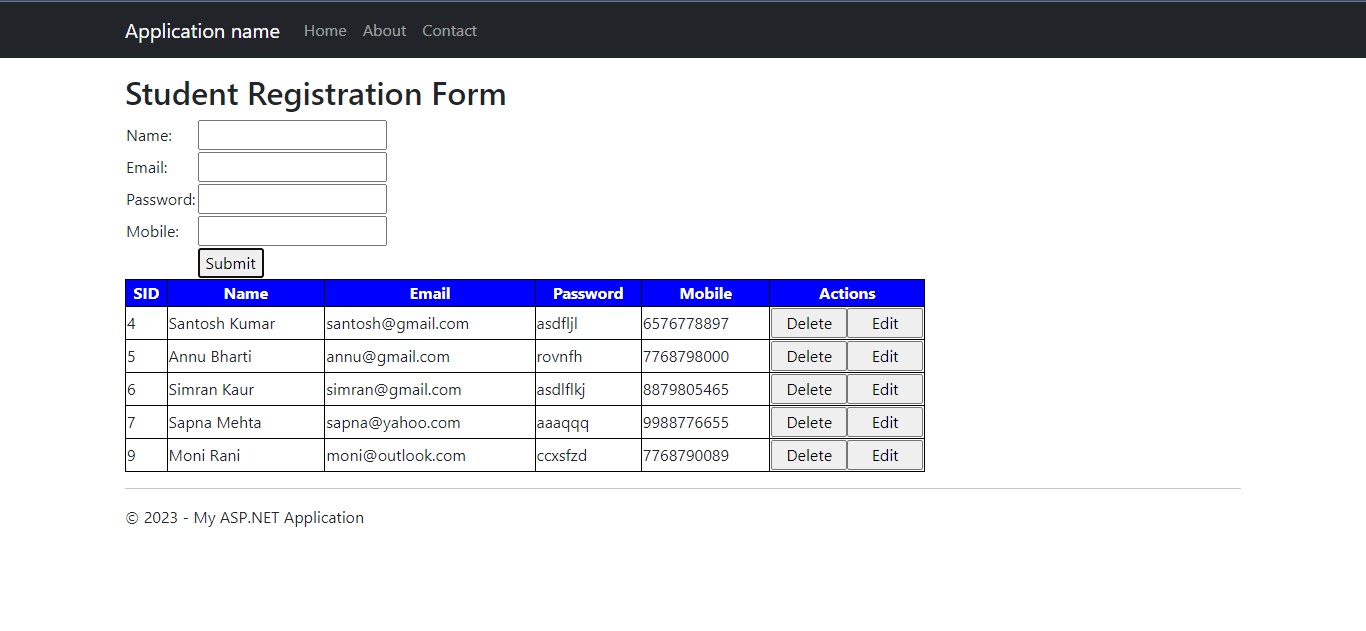 Application name Home About Contact
Student Registration Form
Name:
Email:
Password:
Mobile:
Submit
SID Name Email Password Mobile Actions
4 Santosh Kumar santosh@gmail.com asdfljl 6576778897 Delete Edit
5 Annu Bharti annu@gmail.com rovnfh 7768798000 Delete Edit
6 Simran Kaur simran@gmail.com asdlflkj 8879805465 Delete Edit
7 Sapna Mehta sapna@yahoo.com aaaqqq 9988776655 Delete Edit
9 Moni Rani moni@outlook.com ccxsfzd 7768790089 Delete Edit
© 2023 - My ASP.NET Application